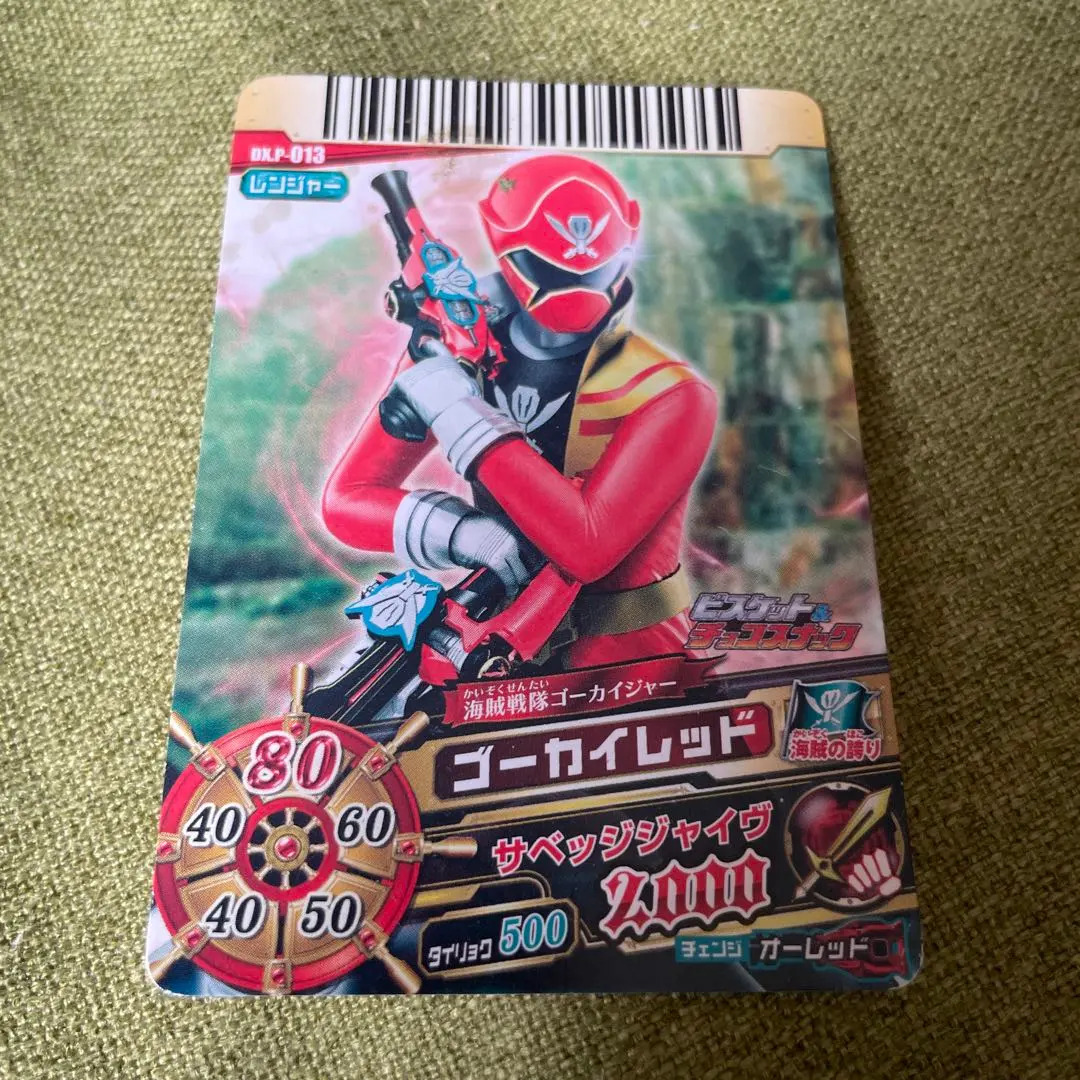 DX.P-013
レンジャー
ビスケット&
チョコスナック
かいぞくせんたい
海賊戦隊ゴーカイジャー
ゴーカイレッド
かいぞく ほこ
海賊の誇り
80
40
60
40
50
サベッジジャイヴ
2,000
タイリョク 500
チェンジ オーレッド